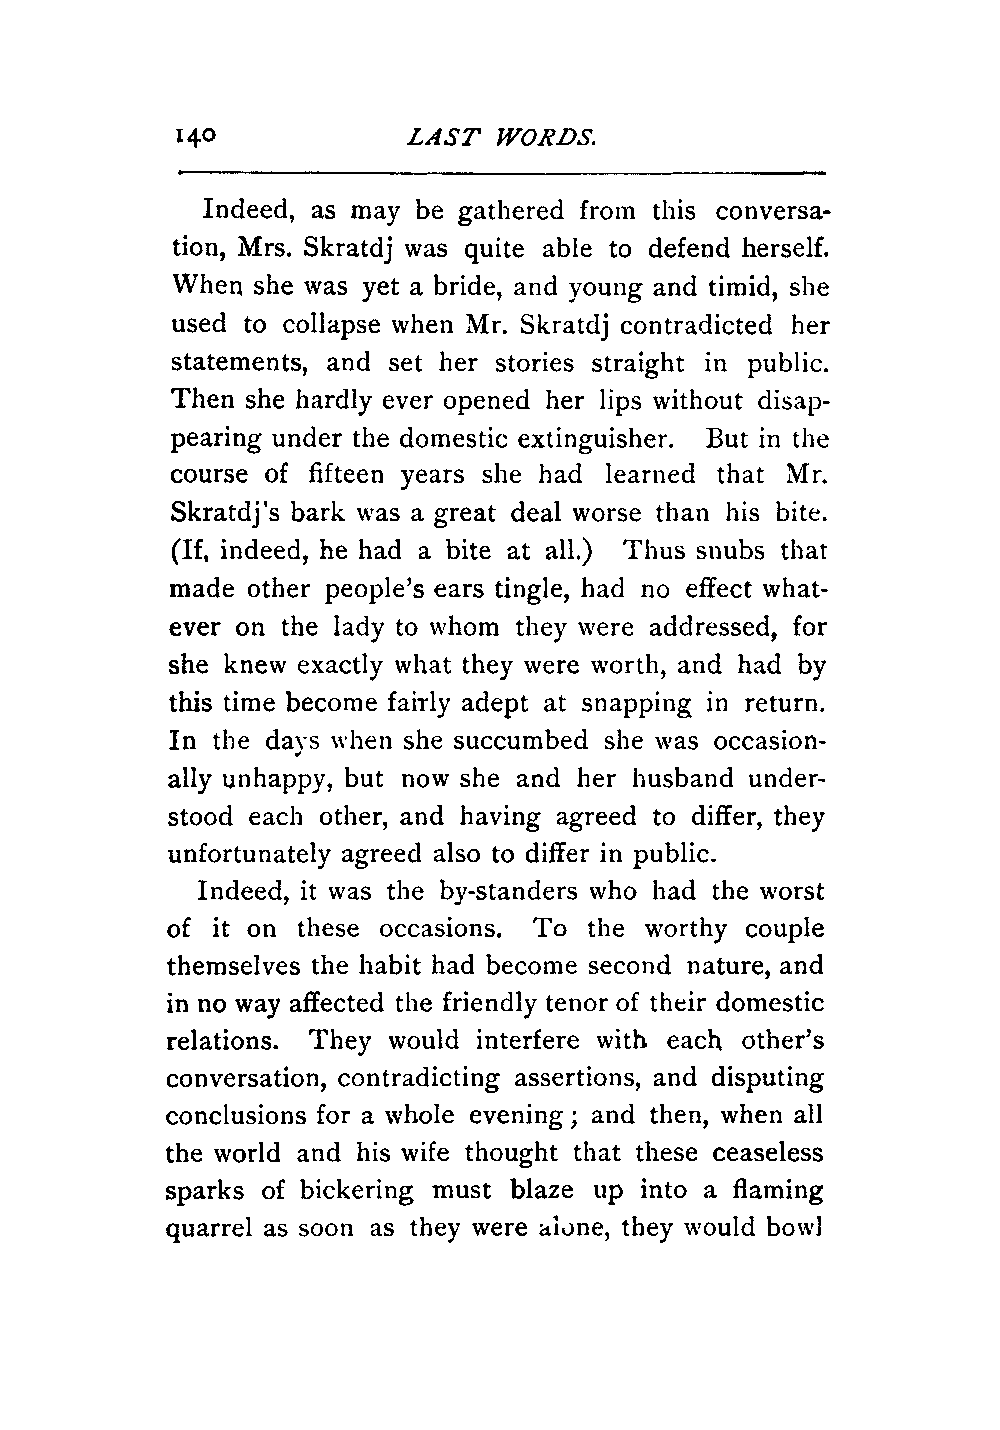 140 LAST WORDS.
Indeed, as may be gathered from this conversa-
tion, Mrs. Skratdj was quite able to defend herself.
When she was yet a bride, and young and timid, she
used to collapse when Mr. Skratdj contradicted her
statements, and set her stories straight in public.
Then she hardly ever opened her lips without disap-
pearing under the domestic extinguisher. But in the
course of fifteen years she had learned that Mr.
Skratdj's bark was a great deal worse than his bite.
(If, indeed, he had a bite at all.) Thus snubs that
made other people's ears tingle, had no effect what-
ever on the lady to whom they were addressed, for
she knew exactly what they were worth, and had by
this time become fairly adept at snapping in return.
In the days when she succumbed she was occasion-
ally unhappy, but now she and her husband under-
stood each other, and having agreed to differ, they
unfortunately agreed also to differ in public.
Indeed, it was the by-standers who had the worst
of it on these occasions. To the worthy couple
themselves the habit had become second nature, and
in no way affected the friendly tenor of their domestic
relations. They would interfere with each other's
conversation, contradicting assertions, and disputing
conclusions for a whole evening; and then, when all
the world and his wife thought that these ceaseless
sparks of bickering must blaze up into a flaming
quarrel as soon as they were alone, they would bowl